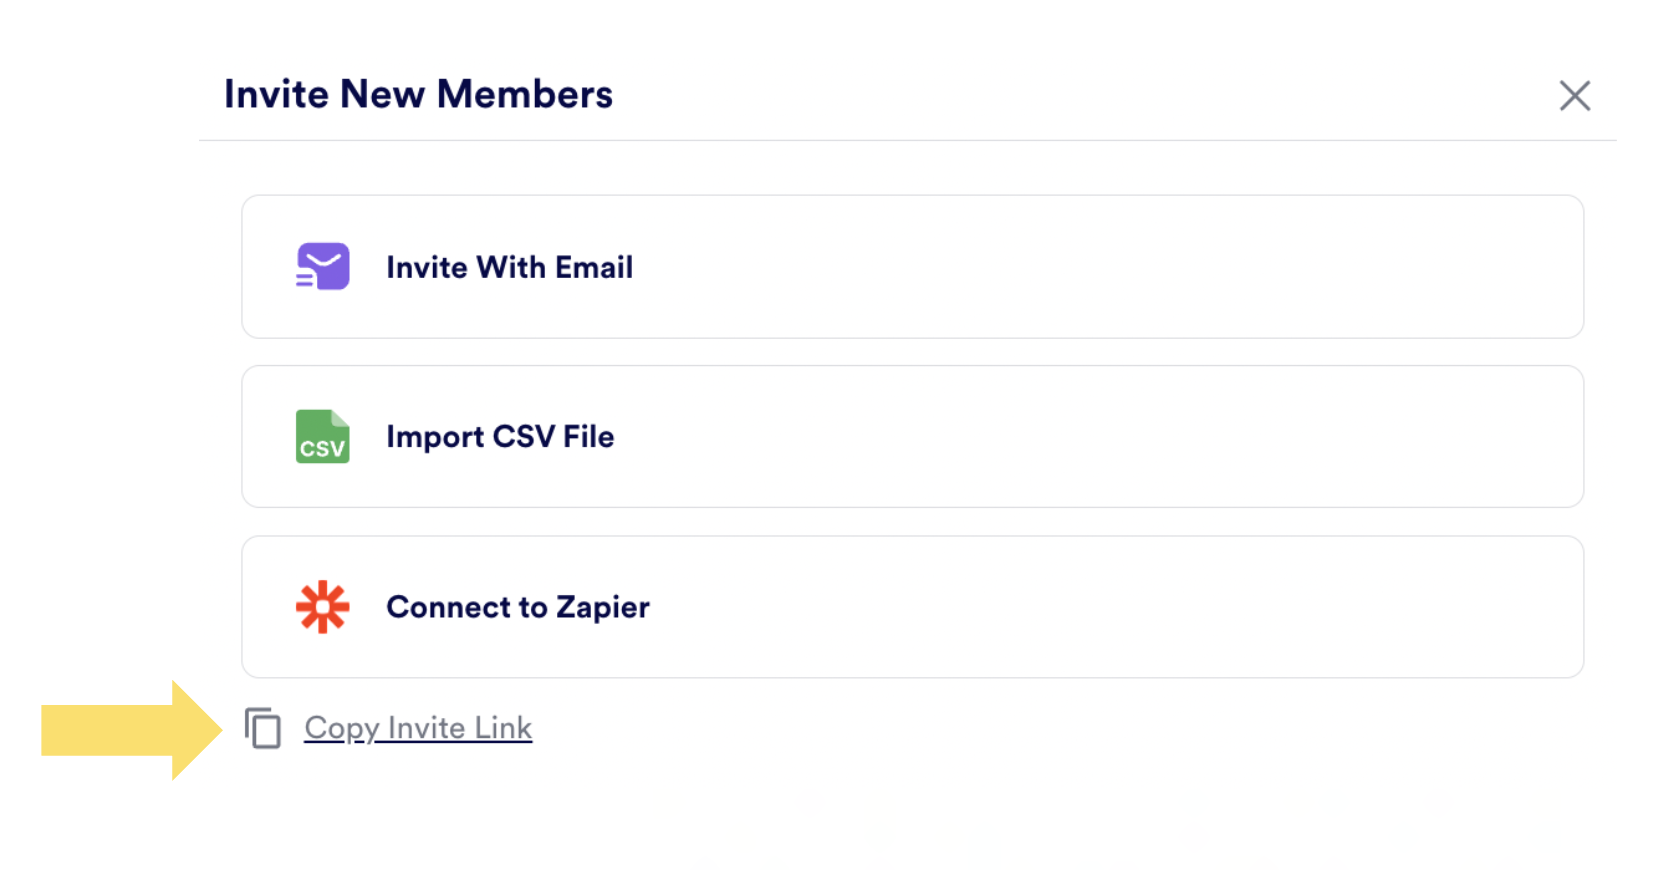 Invite New Members
Invite With Email
CSV
Import CSV File
Connect to Zapier
Copy Invite Link